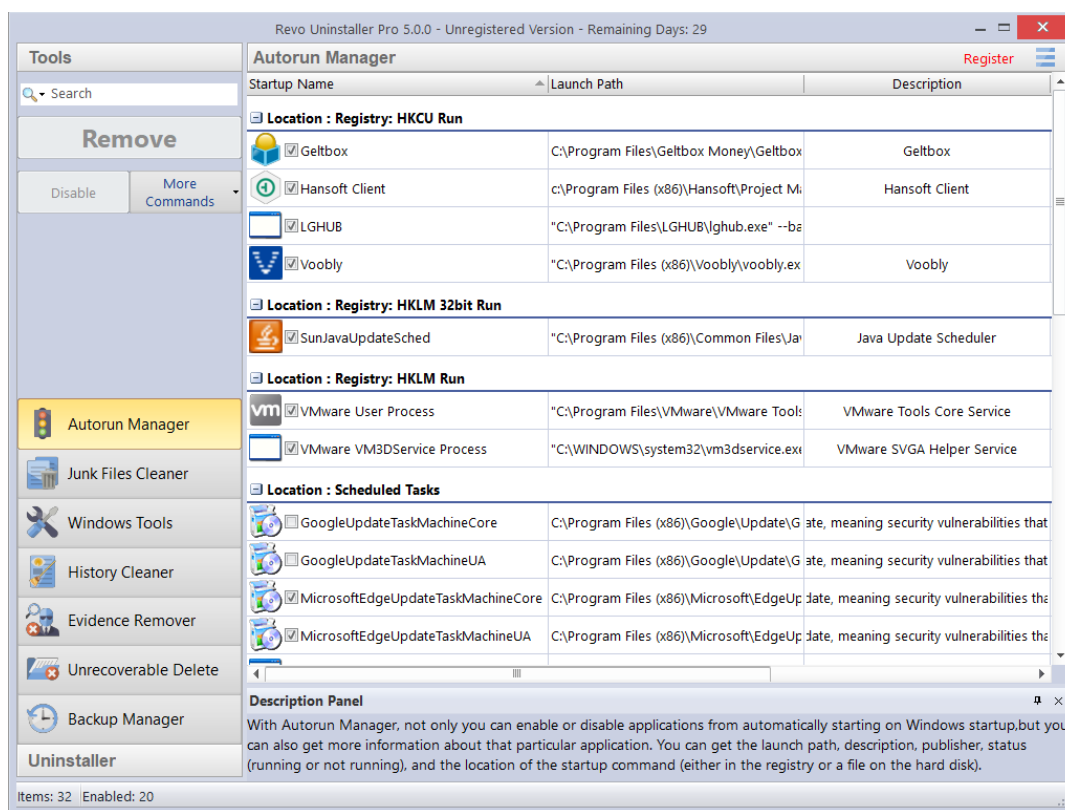 Revo Uninstaller Pro 5.0.0 - Unregistered Version - Remaining Days: 29
Tools
Search
Remove
Disable
More
Commands
Autorun Manager
Junk Files Cleaner
Windows Tools
History Cleaner
Evidence Remover
Unrecoverable Delete
Backup Manager
Uninstaller
Autorun Manager Register
Startup Name Launch Path Description
Location : Registry: HKCU Run
Geltbox C:\Program Files\Geltbox Money\Geltbox Geltbox
Hansoft Client c:\Program Files (x86)\Hansoft\Project Ma Hansoft Client
LGHUB "C:\Program Files\LGHUB\lghub.exe" --ba
Voobly "C:\Program Files (x86)\Voobly\voobly.ex Voobly
Location : Registry: HKLM 32bit Run
SunJavaUpdateSched "C:\Program Files (x86)\Common Files\Jav Java Update Scheduler
Location : Registry: HKLM Run
vm VMware User Process "C:\Program Files\VMware\VMware Tools VMware Tools Core Service
VMware VM3DService Process "C:\WINDOWS\system32\vm3dservice.exe VMware SVGA Helper Service
Location : Scheduled Tasks
GoogleUpdateTaskMachineCore C:\Program Files (x86)\Google\Update\G ate, meaning security vulnerabilities that
GoogleUpdateTaskMachineUA C:\Program Files (x86)\Google\Update\G ate, meaning security vulnerabilities that
MicrosoftEdgeUpdateTaskMachineCore C:\Program Files (x86)\Microsoft\EdgeUp date, meaning security vulnerabilities tha
MicrosoftEdgeUpdateTaskMachineUA C:\Program Files (x86)\Microsoft\EdgeUp date, meaning security vulnerabilities tha
Description Panel
With Autorun Manager, not only you can enable or disable applications from automatically starting on Windows startup,but you
can also get more information about that particular application. You can get the launch path, description, publisher, status
(running or not running), and the location of the startup command (either in the registry or a file on the hard disk).
Items: 32 Enabled: 20